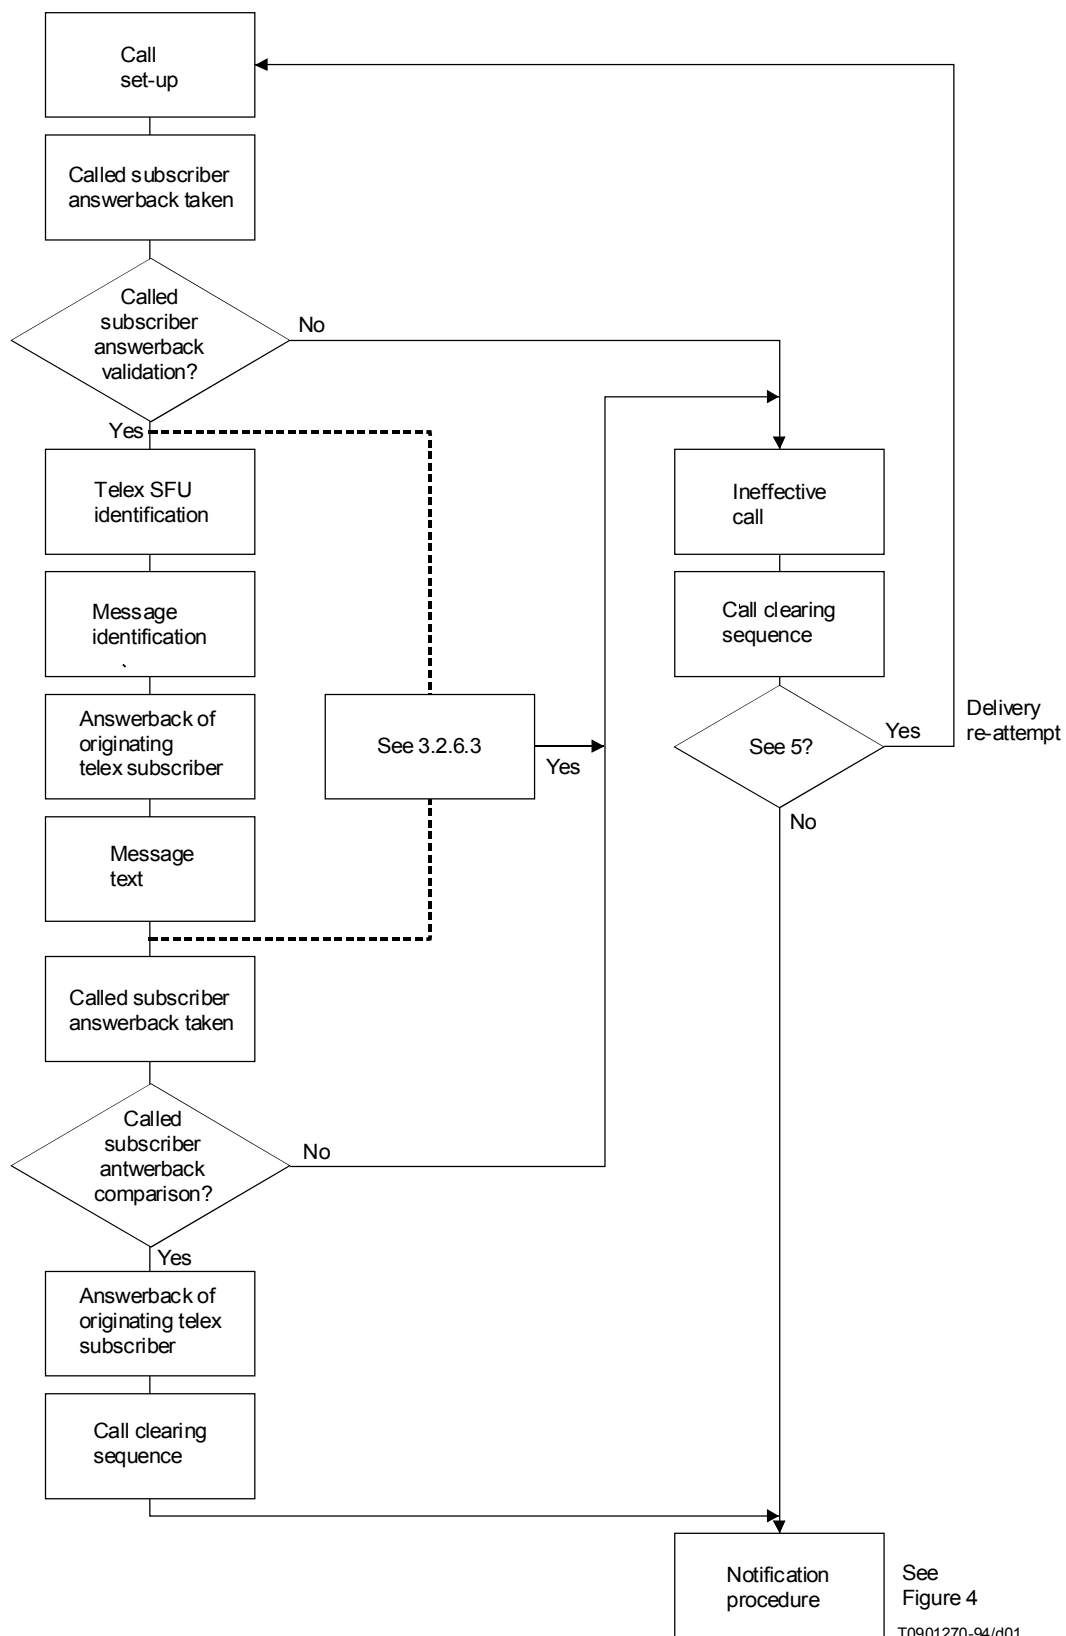 Call
set-up
Called subscriber
answerback taken
Called
subscriber
answerback
validation?
No
Yes
Telex SFU
identification
Ineffective
call
Message
identification
Call clearing
sequence
Answerback of
originating
telex subscriber
See 3.2.6.3
Yes
See 5?
Yes
Delivery
re-attempt
No
Message
text
Called subscriber
answerback taken
Called
subscriber
antwerback
comparison?
No
Yes
Answerback of
originating telex
subscriber
Call clearing
sequence
Notification
procedure
See
Figure 4
T0901270-94/d01